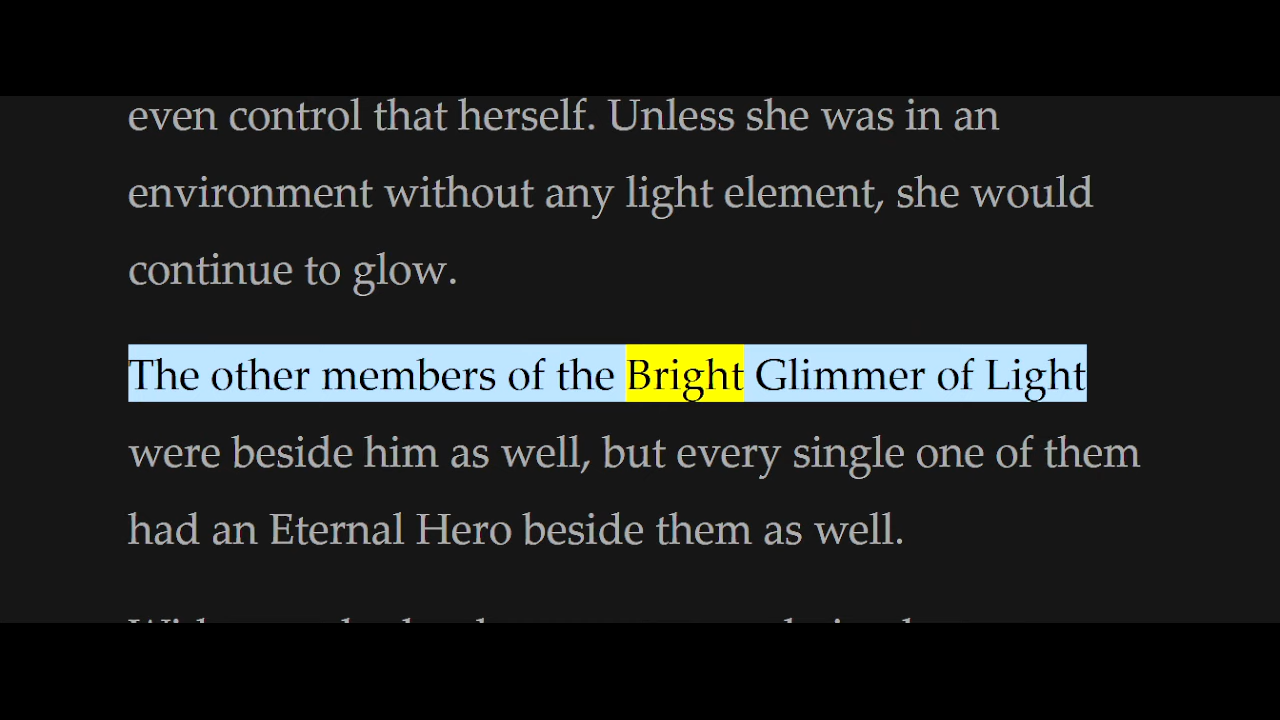 even control that herself. Unless she was in an
environment without any light element, she would
continue to glow.
The other members of the Bright Glimmer of Light
were beside him as well, but every single one of them
had an Eternal Hero beside them as well.